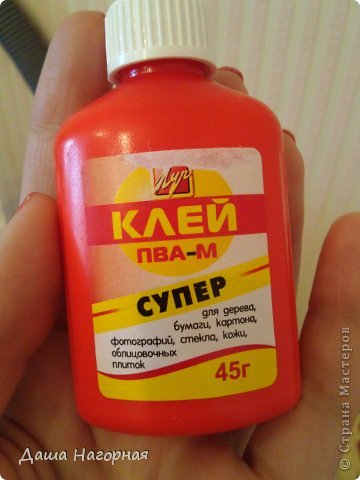 Луч
КЛЕЙ
ПВА-М
СУПЕР
для дерева,
бумаги, картона,
фотографий, стекла, кожи,
облицовочных
плиток
45г
Даша Нагорная
© Страна Мастеров